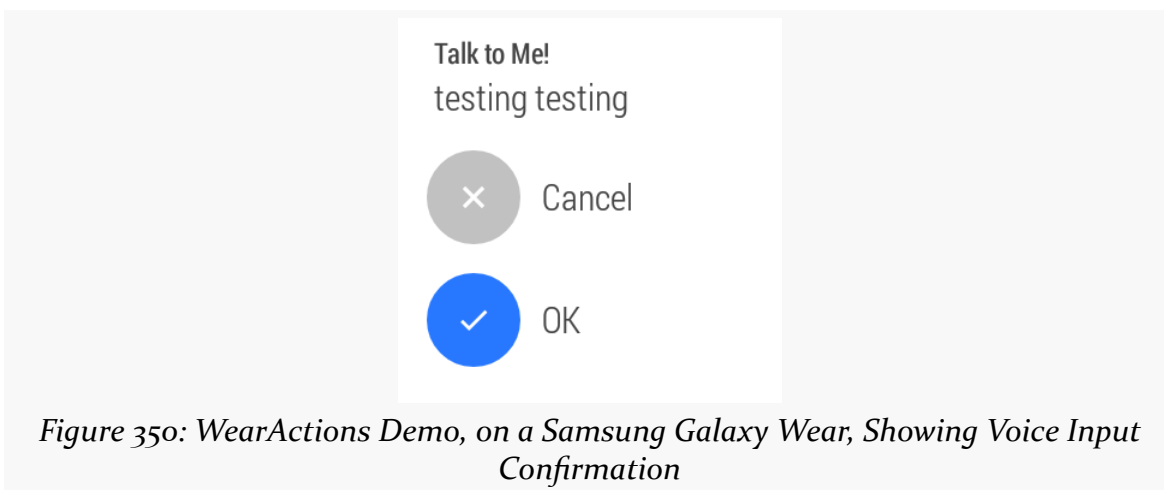 Talk to Me!
testing testing
Cancel
OK
Figure 350: WearActions Demo, on a Samsung Galaxy Wear, Showing Voice Input
Confirmation